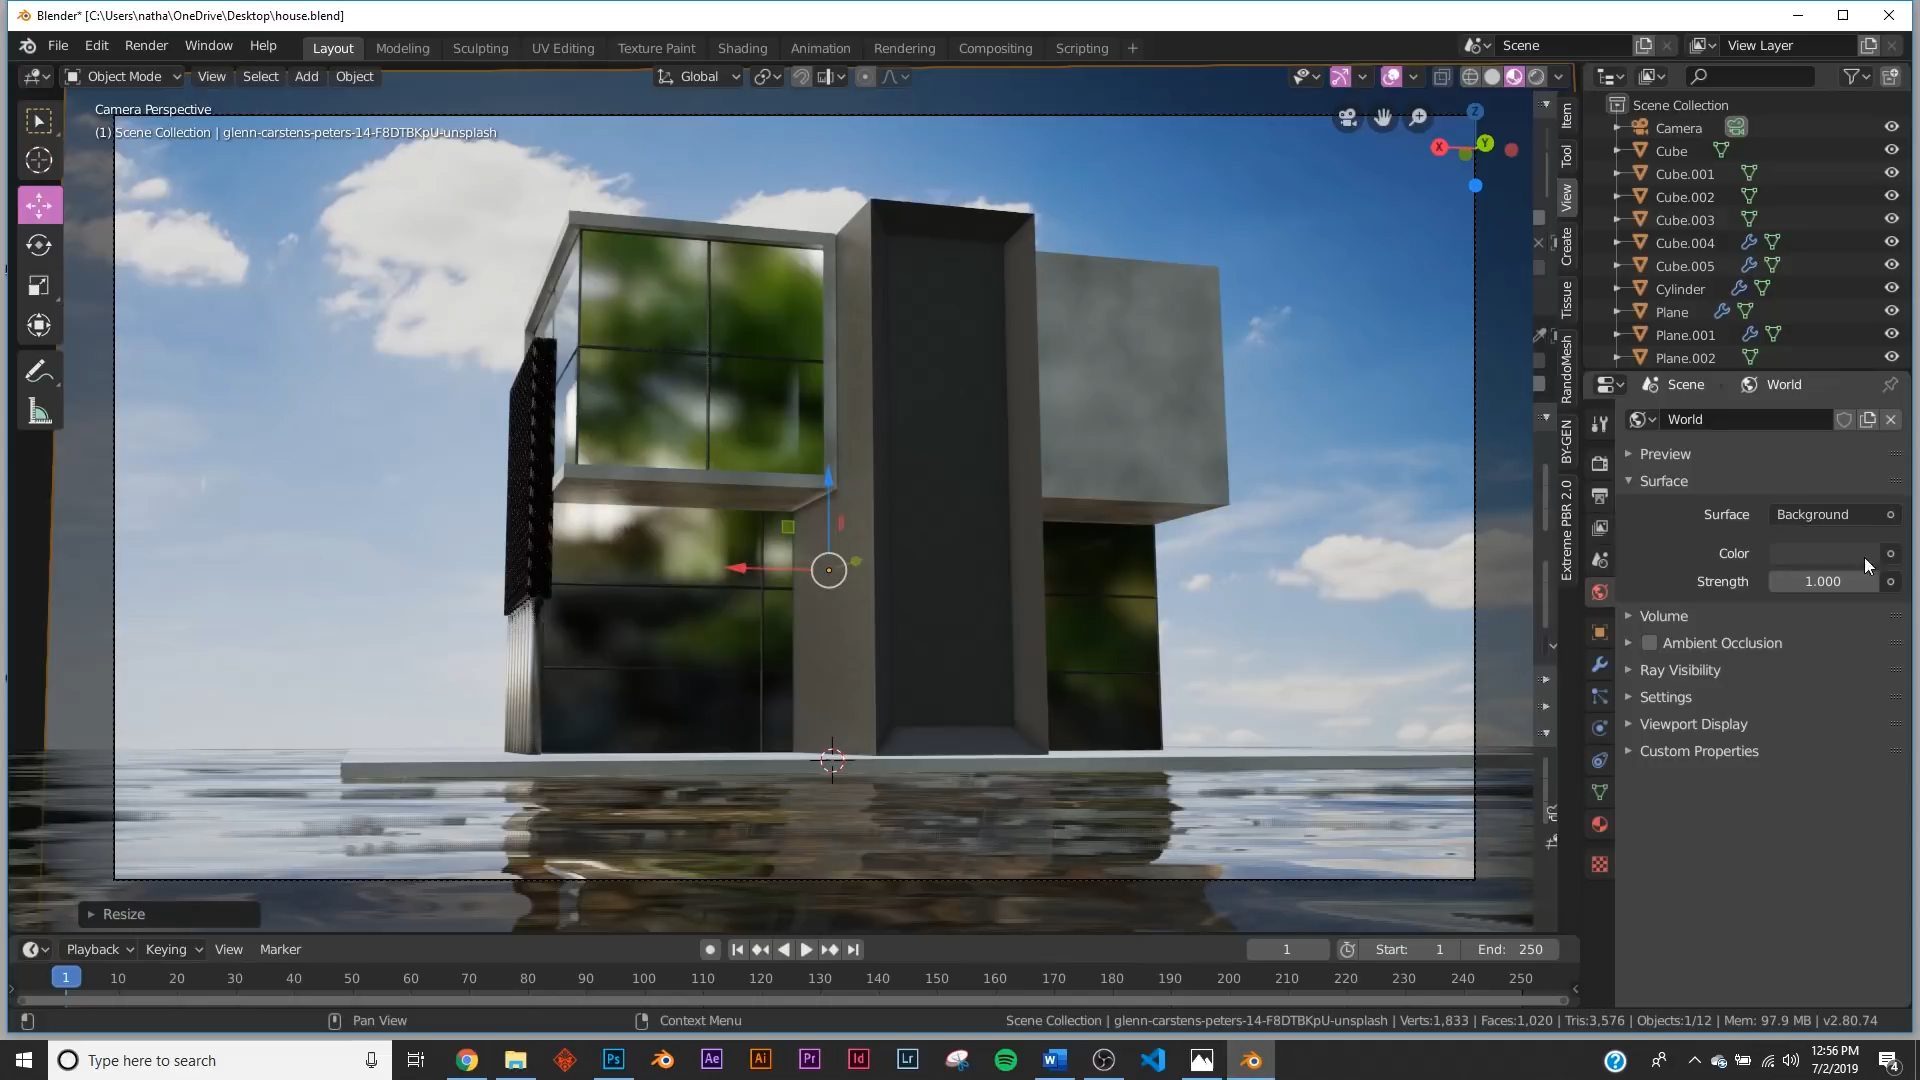 Blender* [C:\Users\natha\OneDrive\Desktop\house.blend]
File Edit Render Window Help
Layout Modeling Sculpting UV Editing Texture Paint Shading Animation Rendering Compositing Scripting +
Scene View Layer
Object Mode View Select Add Object Global
Camera Perspective
(1) Scene Collection | glenn-carstens-peters-14-F8DTBKpU-unsplash
Z
X
Y
Item
Tool
View
Create
Tissue
RandoMesh
BY-GEN
Extreme PBR 2.0
Scene Collection
Camera
Cube
Cube.001
Cube.002
Cube.003
Cube.004
Cube.005
Cylinder
Plane
Plane.001
Plane.002
Scene World
World
Preview
Surface
Surface Background
Color
Strength 1.000
Volume
Ambient Occlusion
Ray Visibility
Settings
Viewport Display
Custom Properties
Resize
Playback Keying View Marker
1 Start: 1 End: 250
1 10 20 30 40 50 60 70 80 90 100 110 120 130 140 150 160 170 180 190 200 210 220 230 240 250
Pan View Context Menu
Scene Collection | glenn-carstens-peters-14-F8DTBKpU-unsplash | Verts:1,833 | Faces:1,020 | Tris:3,576 | Objects:1/12 | Mem: 97.9 MB | v2.80.74
Type here to search
Ps Ae Ai Pr Id Lr W
12:56 PM
7/2/2019
4